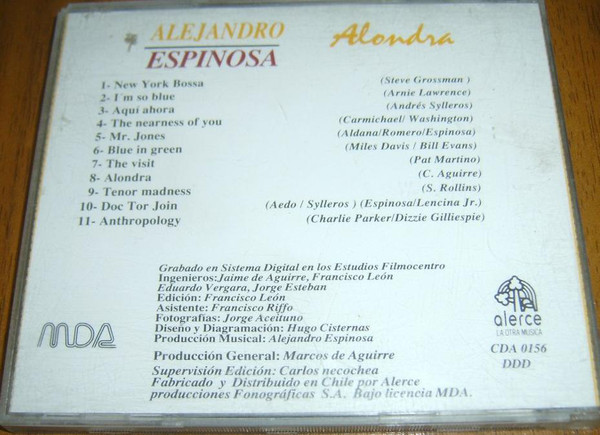 ALEJANDRO
ESPINOSA
Alondra
1- New York Bossa (Steve Grossman )
2- I´m so blue (Arnie Lawrence)
3- Aquí ahora (Andrés Sylleros)
4- The nearness of you (Carmichael/ Washington)
5- Mr. Jones (Aldana/Romero/Espinosa)
6- Blue in green (Miles Davis / Bill Evans)
7- The visit (Pat Martino)
8- Alondra (C. Aguirre)
9- Tenor madness (S. Rollins)
10- Doc Tor Join (Aedo / Sylleros ) (Espinosa/Lencina Jr.)
11- Anthropology (Charlie Parker/Dizzie Gilliespie)
Grabado en Sistema Digital en los Estudios Filmocentro
Ingenieros:Jaime de Aguirre, Francisco León
Eduardo Vergara, Jorge Esteban
Edición: Francisco León
Asistente: Francisco Riffo
Fotografías: Jorge Aceituno
Diseño y Diagramación: Hugo Cisternas
Producción Musical: Alejandro Espinosa
Producción General: Marcos de Aguirre
Supervisión Edición: Carlos necochea
Fabricado y Distribuido en Chile por Alerce
producciones Fonográficas S.A. Bajo licencia MDA.
MDA
alerce
LA OTRA MUSICA
CDA 0156
DDD